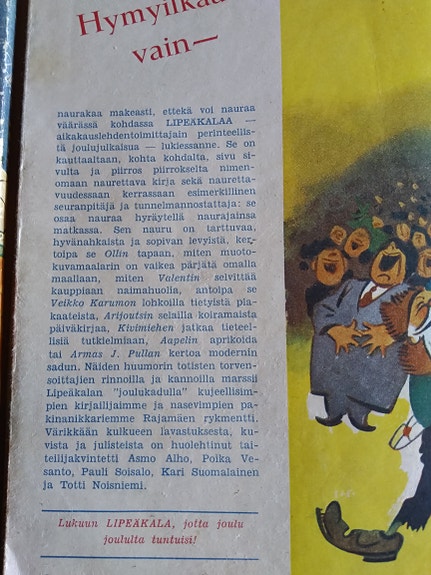 Hymyilkää
vain—
naurakaa makeasti, ettekä voi nauraa
väärässä kohdassa LIPEÄKALAA —
aikakauslehdentoimittajain perinteellis-
tä joulujulkaisua — lukiessanne. Se on
kauttaaltaan, kohta kohdalta, sivu si-
vulta ja piirros piirrokselta nimen-
omaan naurettava kirja sekä naurетta-
vuudessaan kerrassaan esimerkillinen
seuranpitäjä ja tunnelmannostattaja: se
osaa nauraa hyräytellä naurajainsa
matkassa. Sen nauru on tarttuvaa,
hyvänahkaista ja sopivan levyistä, ker-
toipa se Ollin tapaan, miten muoto-
kuvamaalarin on vaikea pärjätä omalla
maallaan, miten Valentin selvittää
kauppiaan naimahuolia, antoipa se
Veikko Karumon lohkoilla tietyistä pla-
kaateista, Arijoutsin selailla koiramaista
päiväkirjaa, Kivimiehen jatkaa tieteel-
lisiä tutkielmiaan, Aapelin aprikoida
tai Armas J. Pullan kertoa modernin
sadun. Näiden huumorin totisten torven-
soittajien rinnoilla ja kannoilla marssii
Lipeäkalan "joulukadulla" kujeellisim-
pien kirjailijaimme ja nasevimpien pa-
kinanikkariemme Rajamäen rykmentti.
Värikkään kulkueen lavastuksesta, ku-
vista ja julisteista on huolehtinut tai-
teilijakvintetti Asmo Alho, Poika Ve-
santo, Pauli Soisalo, Kari Suomalainen
ja Totti Noisniemi.
Lukuun LIPEÄKALA, jotta joulu
joululta tuntuisi!